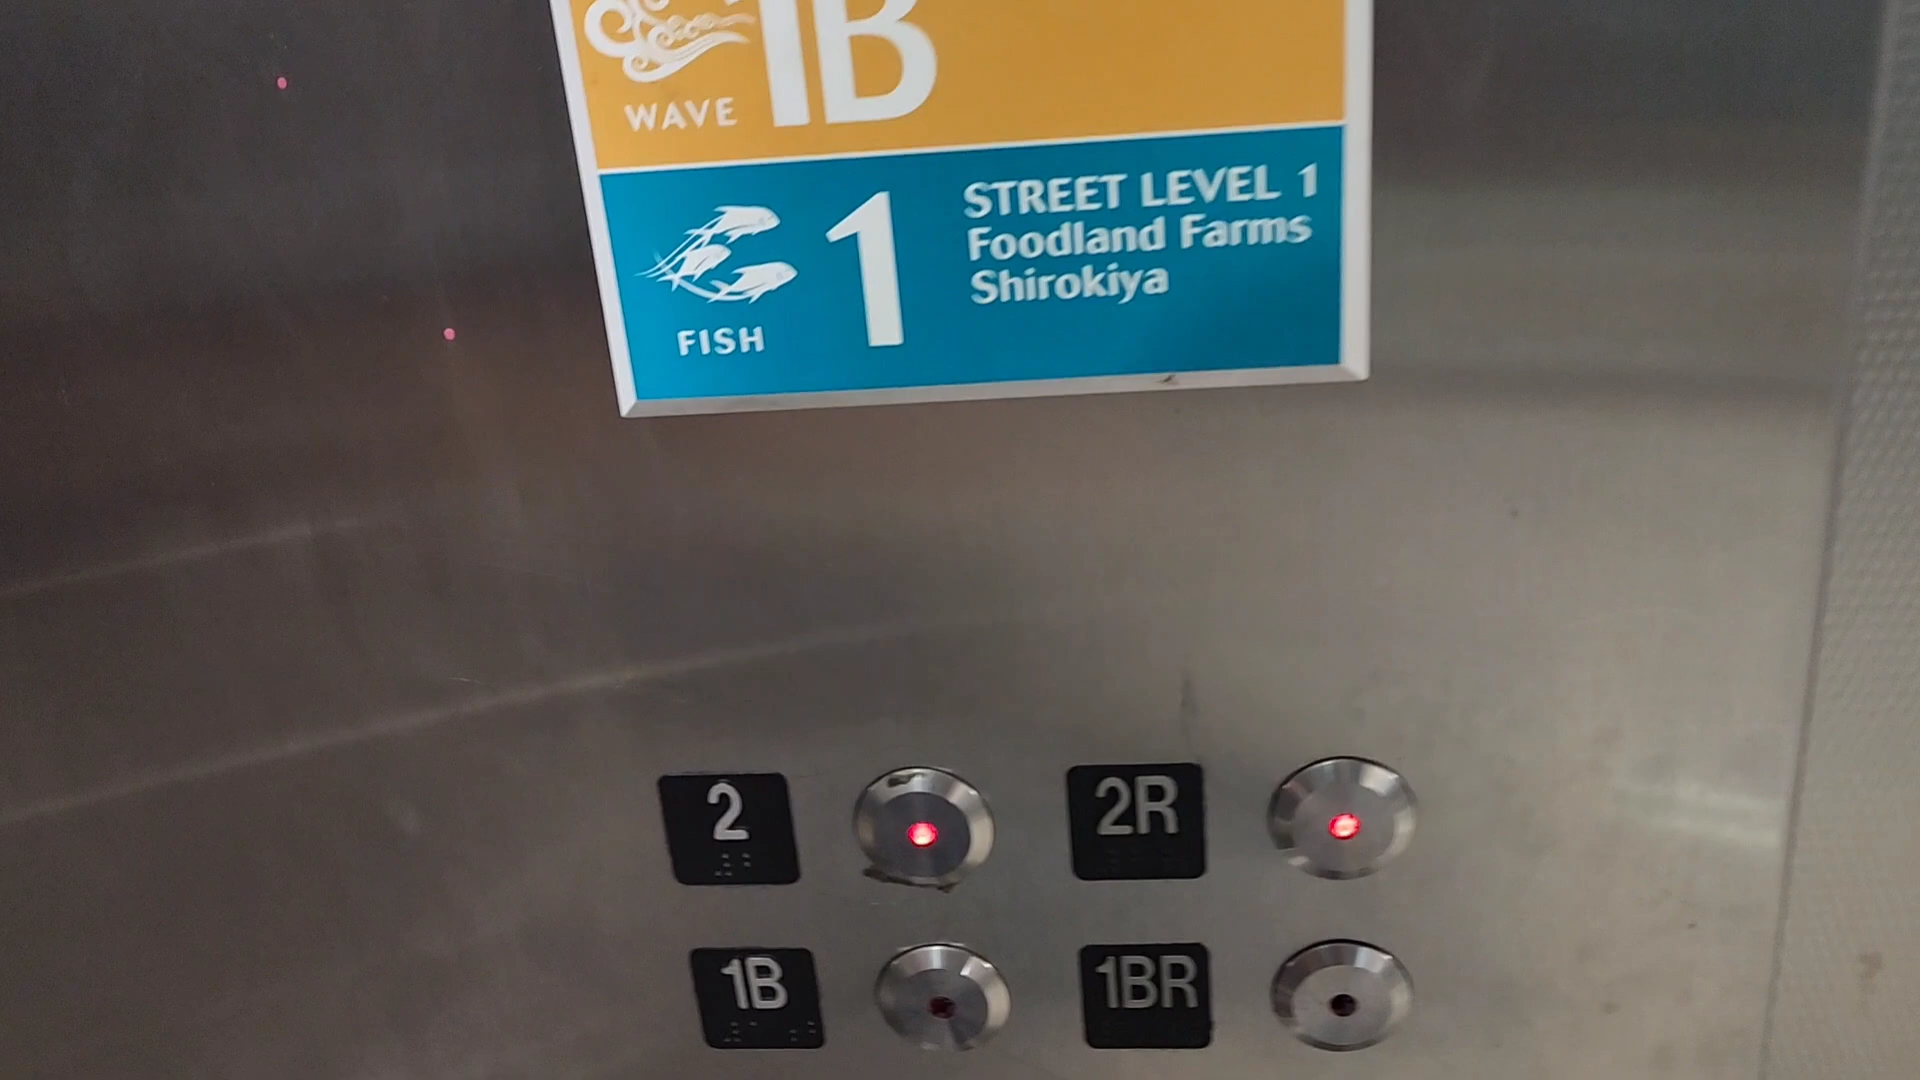 1B
WAVE
1
STREET LEVEL 1
Foodland Farms
Shirokiya
FISH
2
2R
1B
1BR